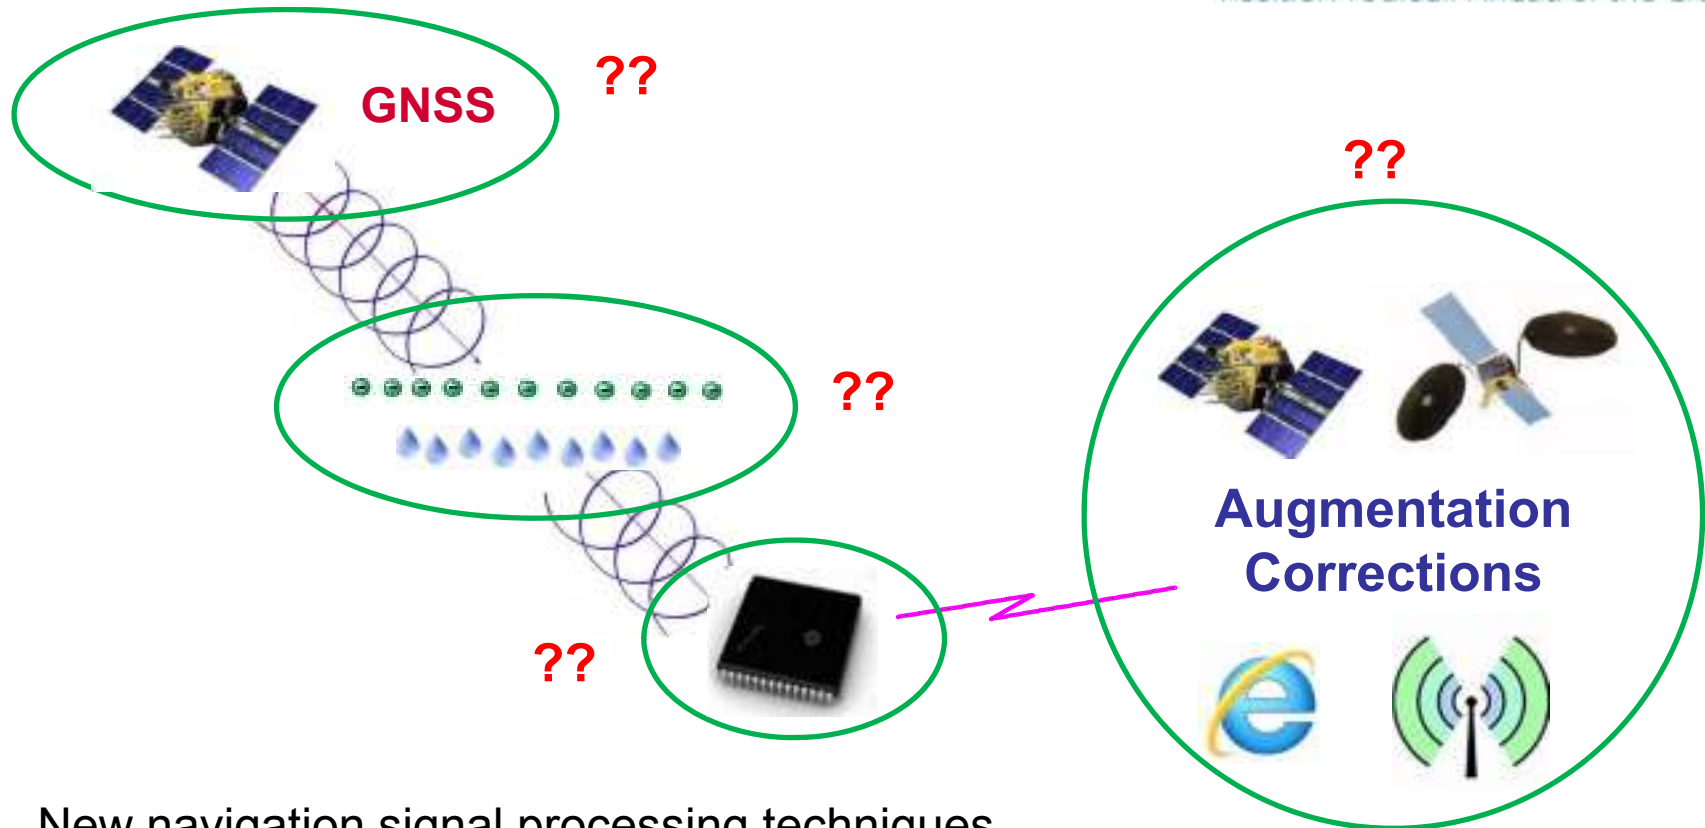 GNSS
??
??
??
Augmentation
Corrections
??
New navigation signal processing techniques